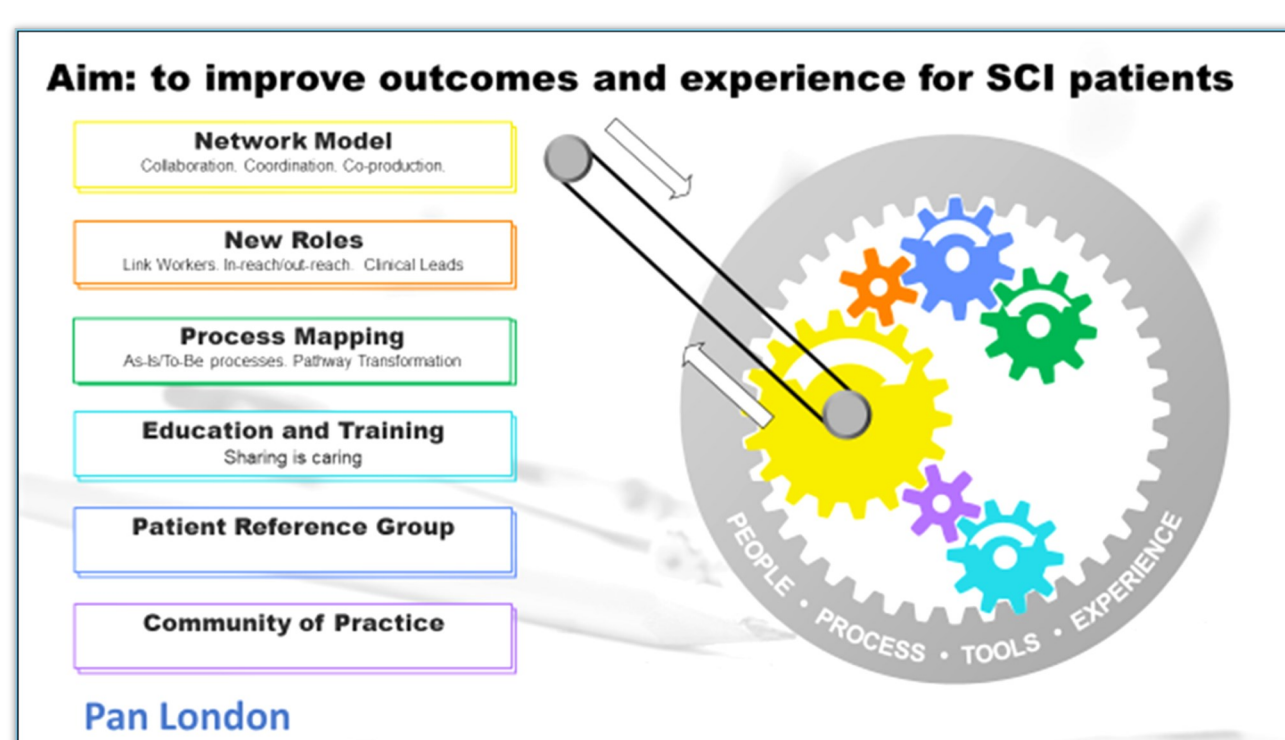 Aim: to improve outcomes and experience for SCI patients
Network Model
Collaboration. Coordination. Co-production.
New Roles
Link Workers. In-reach/out-reach. Clinical Leads
Process Mapping
As-Is/To-Be processes. Pathway Transformation
Education and Training
Sharing is caring
Patient Reference Group
Community of Practice
Pan London
PEOPLE • PROCESS • TOOLS • EXPERIENCE